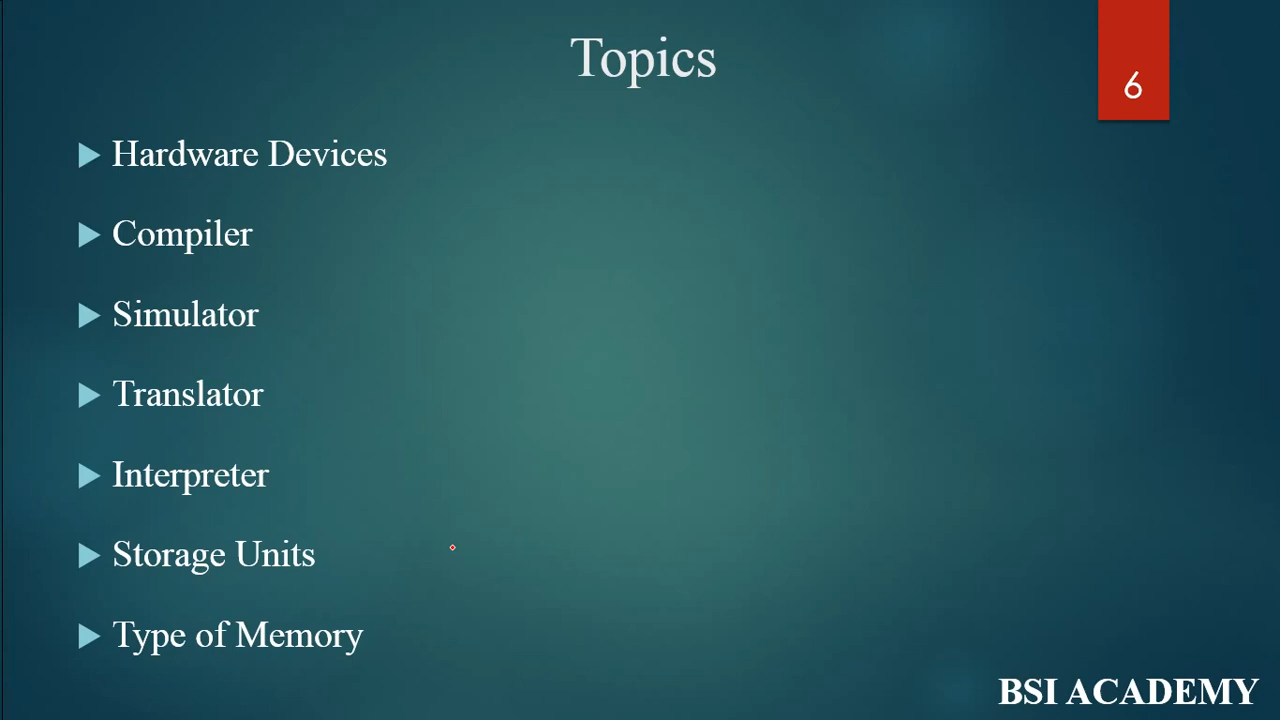 Topics
6
Hardware Devices
Compiler
Simulator
Translator
Interpreter
Storage Units
Type of Memory
BSI ACADEMY